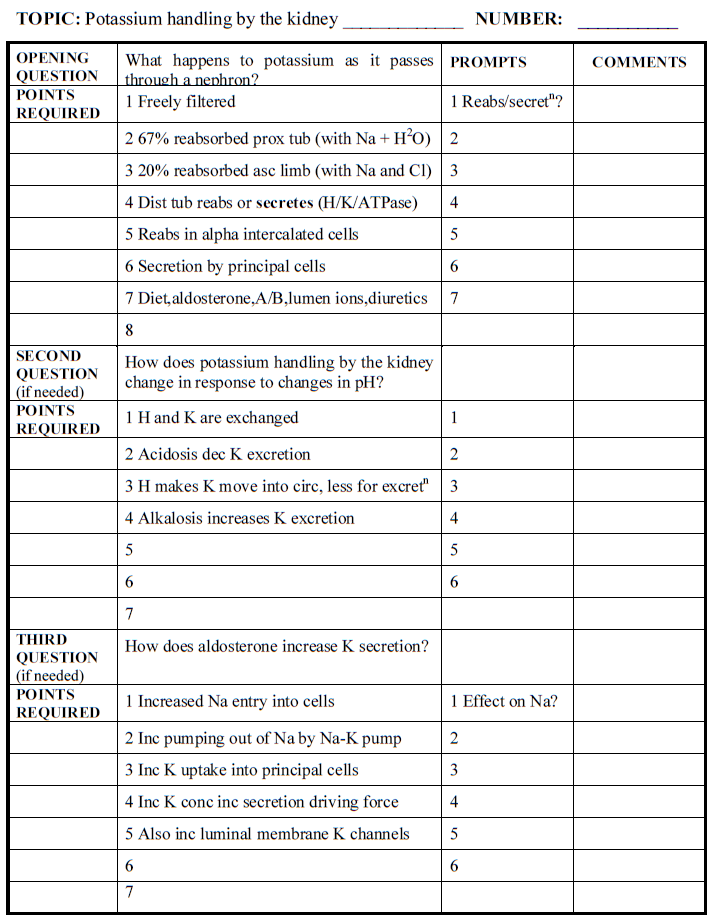 TOPIC: Potassium handling by the kidney ______________ NUMBER: ____________
OPENING QUESTION What happens to potassium as it passes through a nephron? PROMPTS COMMENTS
POINTS REQUIRED 1 Freely filtered 1 Reabs/secretⁿ?
2 67% reabsorbed prox tub (with Na + H²O) 2
3 20% reabsorbed asc limb (with Na and Cl) 3
4 Dist tub reabs or secretes (H/K/ATPase) 4
5 Reabs in alpha intercalated cells 5
6 Secretion by principal cells 6
7 Diet,aldosterone,A/B,lumen ions,diuretics 7
8
SECOND QUESTION (if needed) How does potassium handling by the kidney change in response to changes in pH?
POINTS REQUIRED 1 H and K are exchanged 1
2 Acidosis dec K excretion 2
3 H makes K move into circ, less for excretⁿ 3
4 Alkalosis increases K excretion 4
5 5
6 6
7
THIRD QUESTION (if needed) How does aldosterone increase K secretion?
POINTS REQUIRED 1 Increased Na entry into cells 1 Effect on Na?
2 Inc pumping out of Na by Na-K pump 2
3 Inc K uptake into principal cells 3
4 Inc K conc inc secretion driving force 4
5 Also inc luminal membrane K channels 5
6 6
7